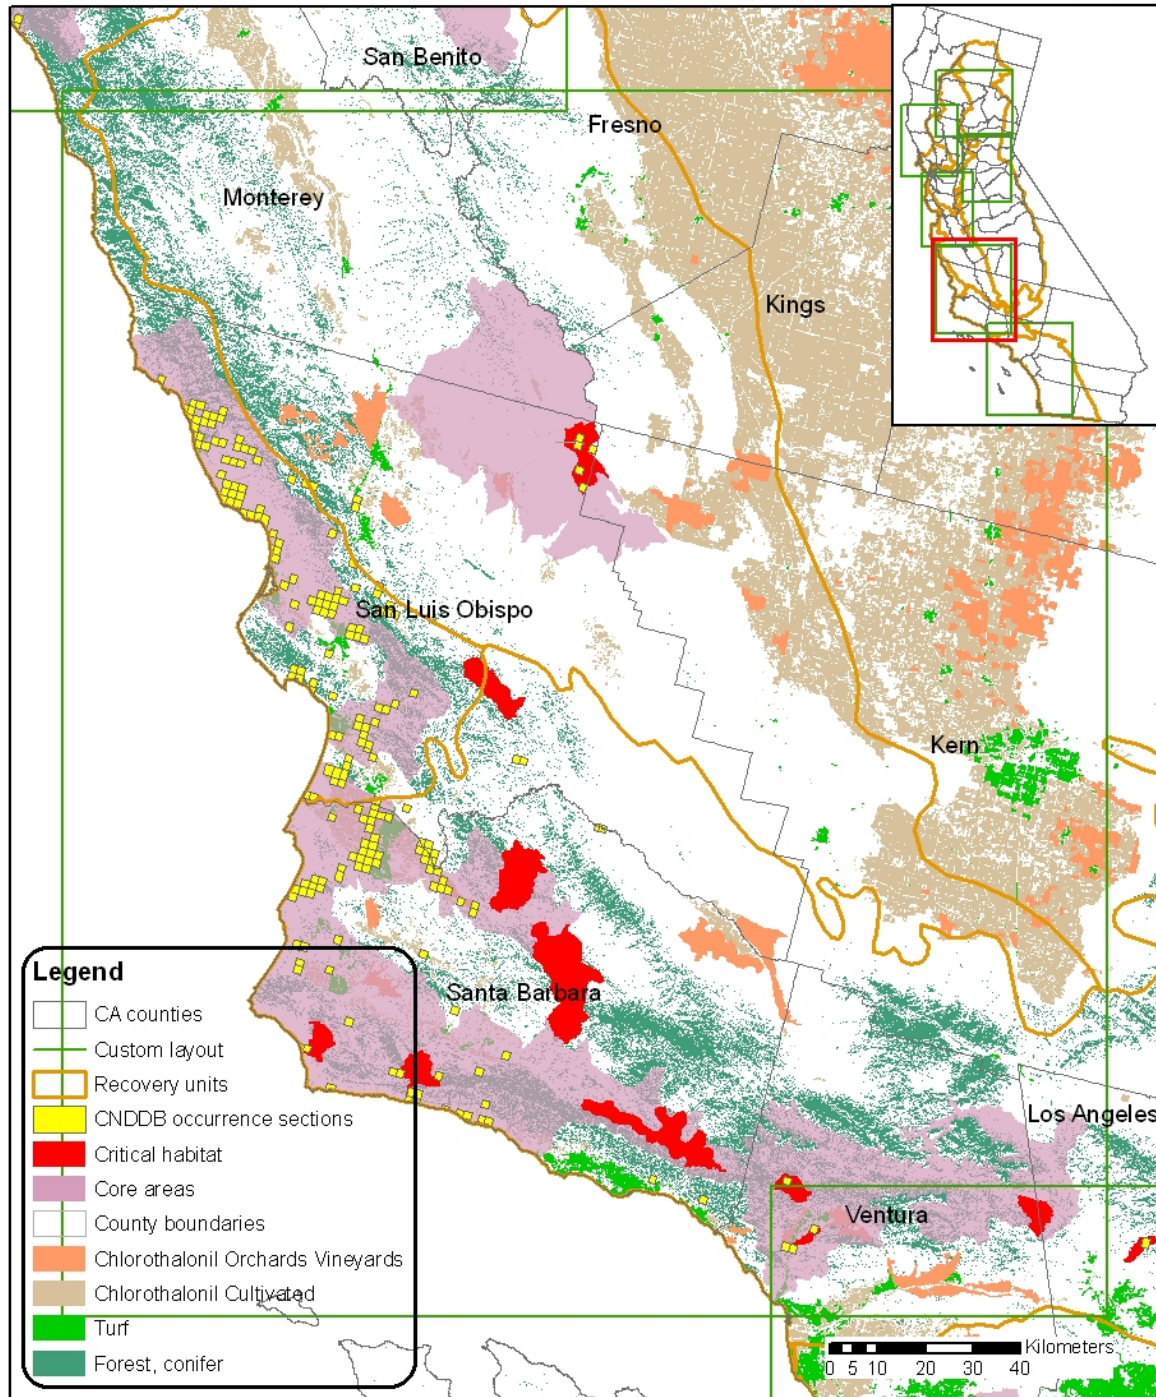 San Benito
Fresno
Monterey
Kings
San Luis Obispo
Kern
Santa Barbara
Los Angeles
Ventura
Legend
CA counties
Custom layout
Recovery units
CNDDB occurrence sections
Critical habitat
Core areas
County boundaries
Chlorothalonil Orchards Vineyards
Chlorothalonil Cultivated
Turf
Forest, conifer
Kilometers
0 5 10 20 30 40